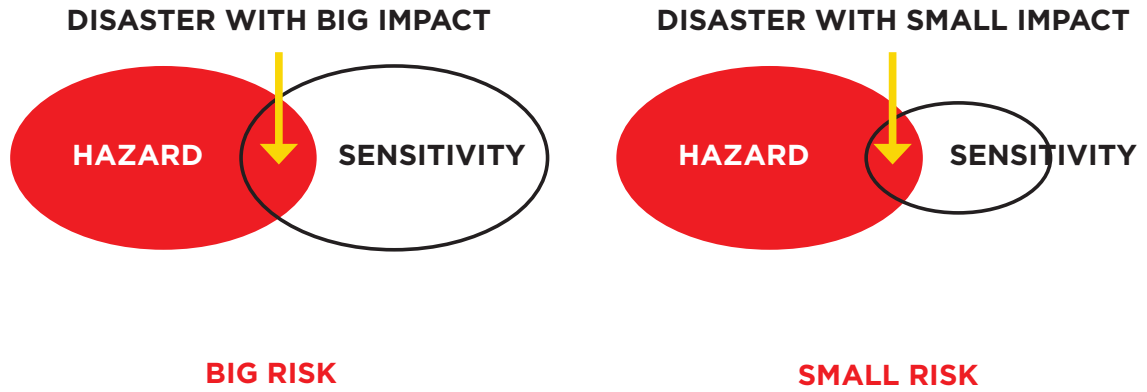 DISASTER WITH BIG IMPACT
HAZARD
SENSITIVITY
BIG RISK
DISASTER WITH SMALL IMPACT
HAZARD
SENSITIVITY
SMALL RISK